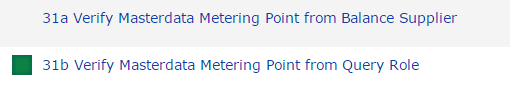 31a Verify Masterdata Metering Point from Balance Supplier
31b Verify Masterdata Metering Point from Query Role